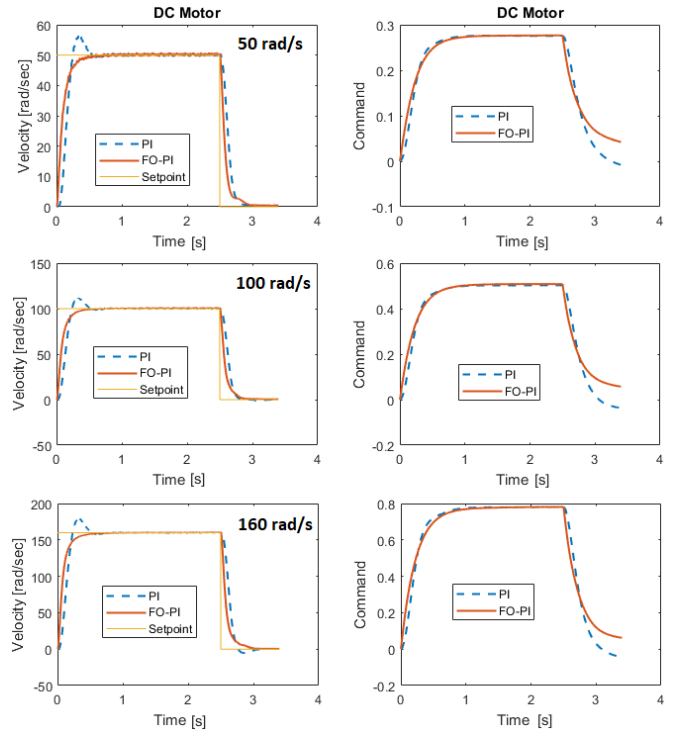 DC Motor
60
50
40
30
20
10
0
0
1
2
3
4
Velocity [rad/sec]
Time [s]
50 rad/s
PI
FO-PI
Setpoint
DC Motor
0.3
0.2
0.1
0
-0.1
0
1
2
3
4
Command
Time [s]
PI
FO-PI
150
100
50
0
-50
0
1
2
3
4
Velocity [rad/sec]
Time [s]
100 rad/s
PI
FO-PI
Setpoint
0.6
0.4
0.2
0
-0.2
0
1
2
3
4
Command
Time [s]
PI
FO-PI
200
150
100
50
0
-50
0
1
2
3
4
Velocity [rad/sec]
Time [s]
160 rad/s
PI
FO-PI
Setpoint
0.8
0.6
0.4
0.2
0
-0.2
0
1
2
3
4
Command
Time [s]
PI
FO-PI